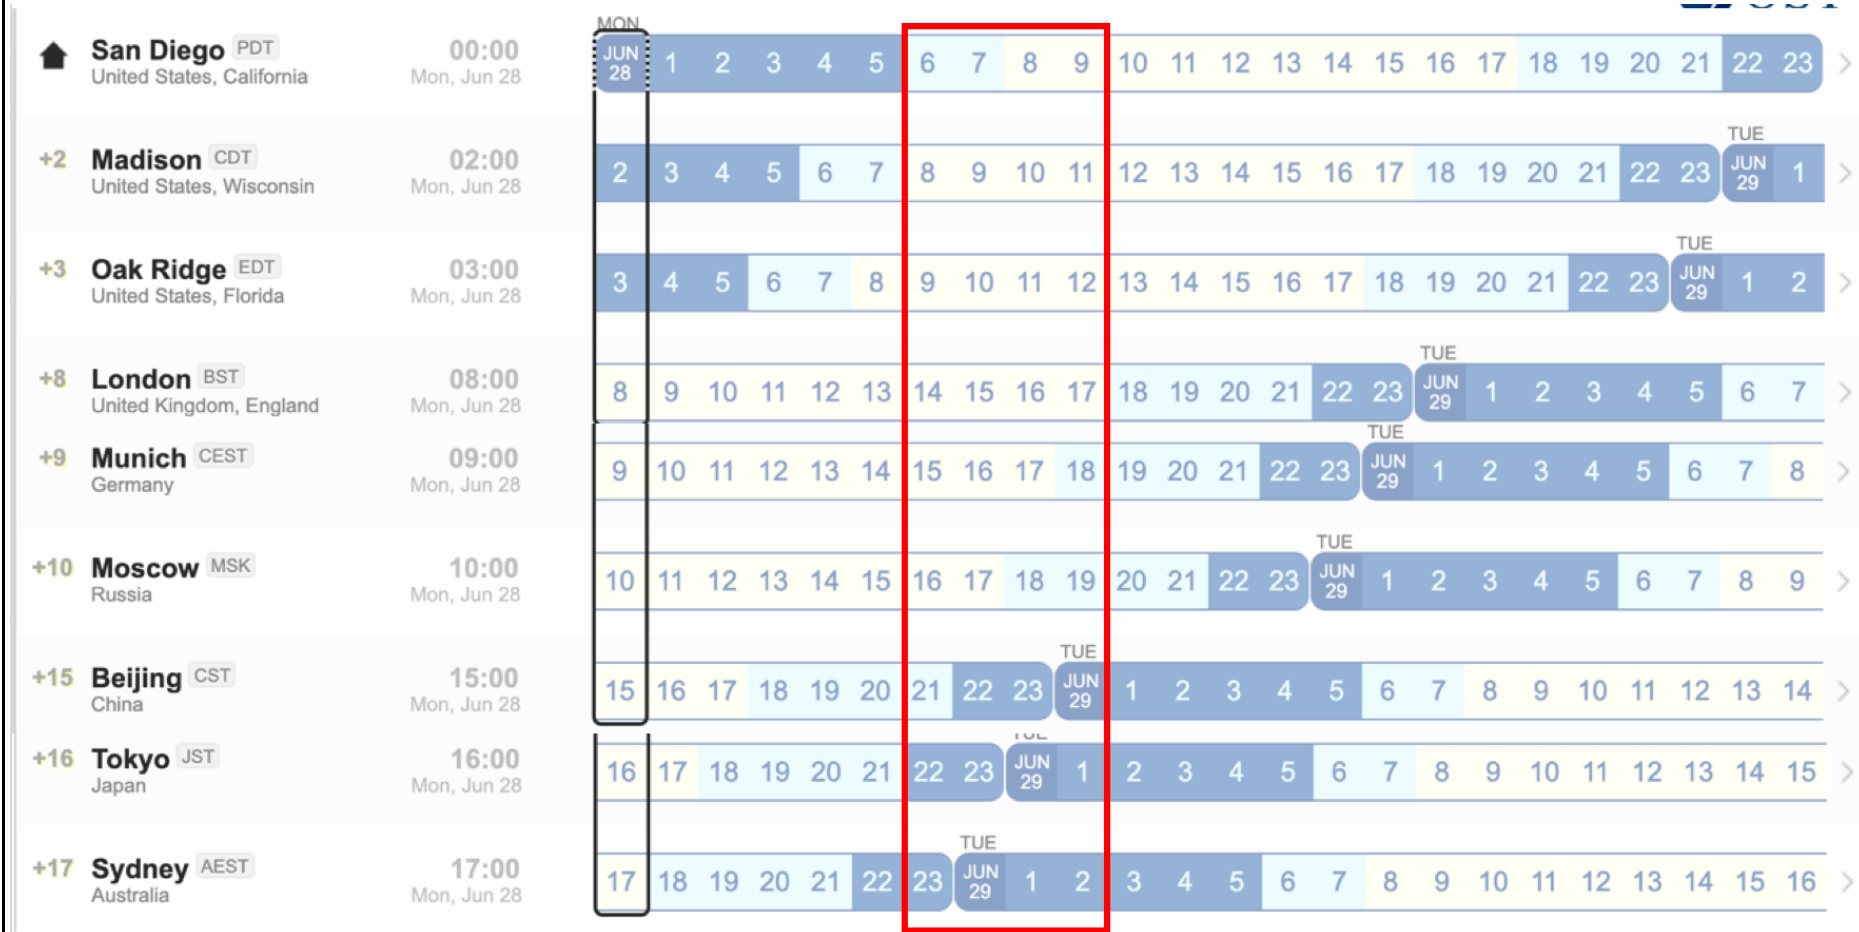 MON
San Diego PDT 00:00 JUN 28 1 2 3 4 5 6 7 8 9 10 11 12 13 14 15 16 17 18 19 20 21 22 23
United States, California Mon, Jun 28
TUE
+2 Madison CDT 02:00 2 3 4 5 6 7 8 9 10 11 12 13 14 15 16 17 18 19 20 21 22 23 JUN 29 1
United States, Wisconsin Mon, Jun 28
TUE
+3 Oak Ridge EDT 03:00 3 4 5 6 7 8 9 10 11 12 13 14 15 16 17 18 19 20 21 22 23 JUN 29 1 2
United States, Florida Mon, Jun 28
TUE
+8 London BST 08:00 8 9 10 11 12 13 14 15 16 17 18 19 20 21 22 23 JUN 29 1 2 3 4 5 6 7
United Kingdom, England Mon, Jun 28
TUE
+9 Munich CEST 09:00 9 10 11 12 13 14 15 16 17 18 19 20 21 22 23 JUN 29 1 2 3 4 5 6 7 8
Germany Mon, Jun 28
TUE
+10 Moscow MSK 10:00 10 11 12 13 14 15 16 17 18 19 20 21 22 23 JUN 29 1 2 3 4 5 6 7 8 9
Russia Mon, Jun 28
TUE
+15 Beijing CST 15:00 15 16 17 18 19 20 21 22 23 JUN 29 1 2 3 4 5 6 7 8 9 10 11 12 13 14
China Mon, Jun 28
+16 Tokyo JST 16:00 16 17 18 19 20 21 22 23 JUN 29 1 2 3 4 5 6 7 8 9 10 11 12 13 14 15
Japan Mon, Jun 28
TUE
+17 Sydney AEST 17:00 17 18 19 20 21 22 23 JUN 29 1 2 3 4 5 6 7 8 9 10 11 12 13 14 15 16
Australia Mon, Jun 28